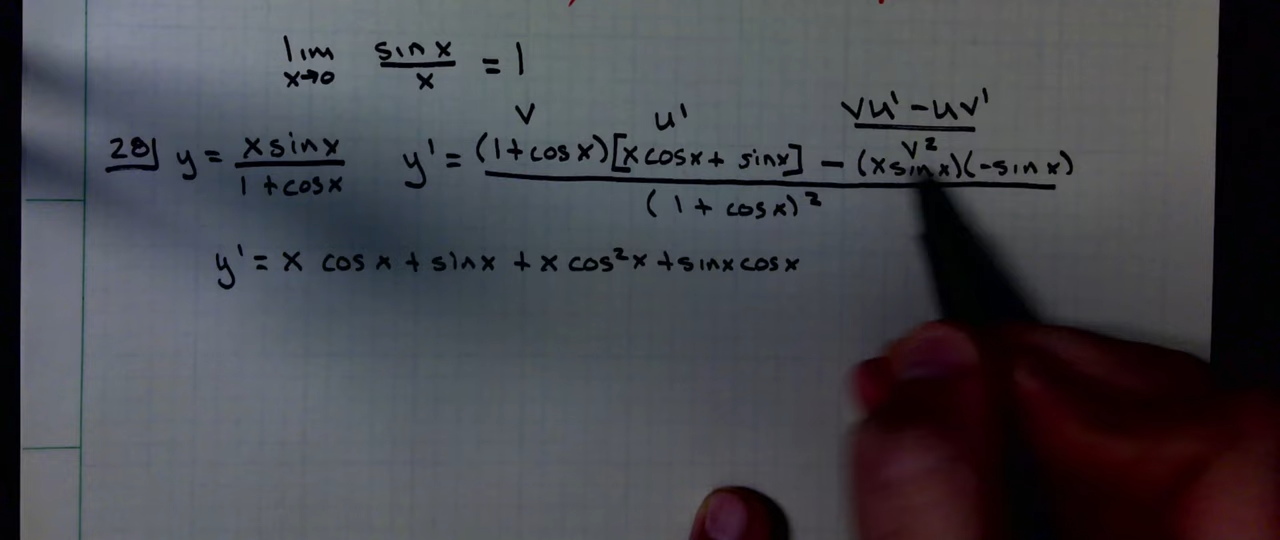 lim x→0 sin x / x = 1
28) y = x sin x / 1 + cos x y' = (1 + cos x)[x cos x + sin x] − (x sin x)(−sin x) / (1 + cos x)²
v u' vu' − uv' / v²
y' = x cos x + sin x + x cos² x + sin x cos x